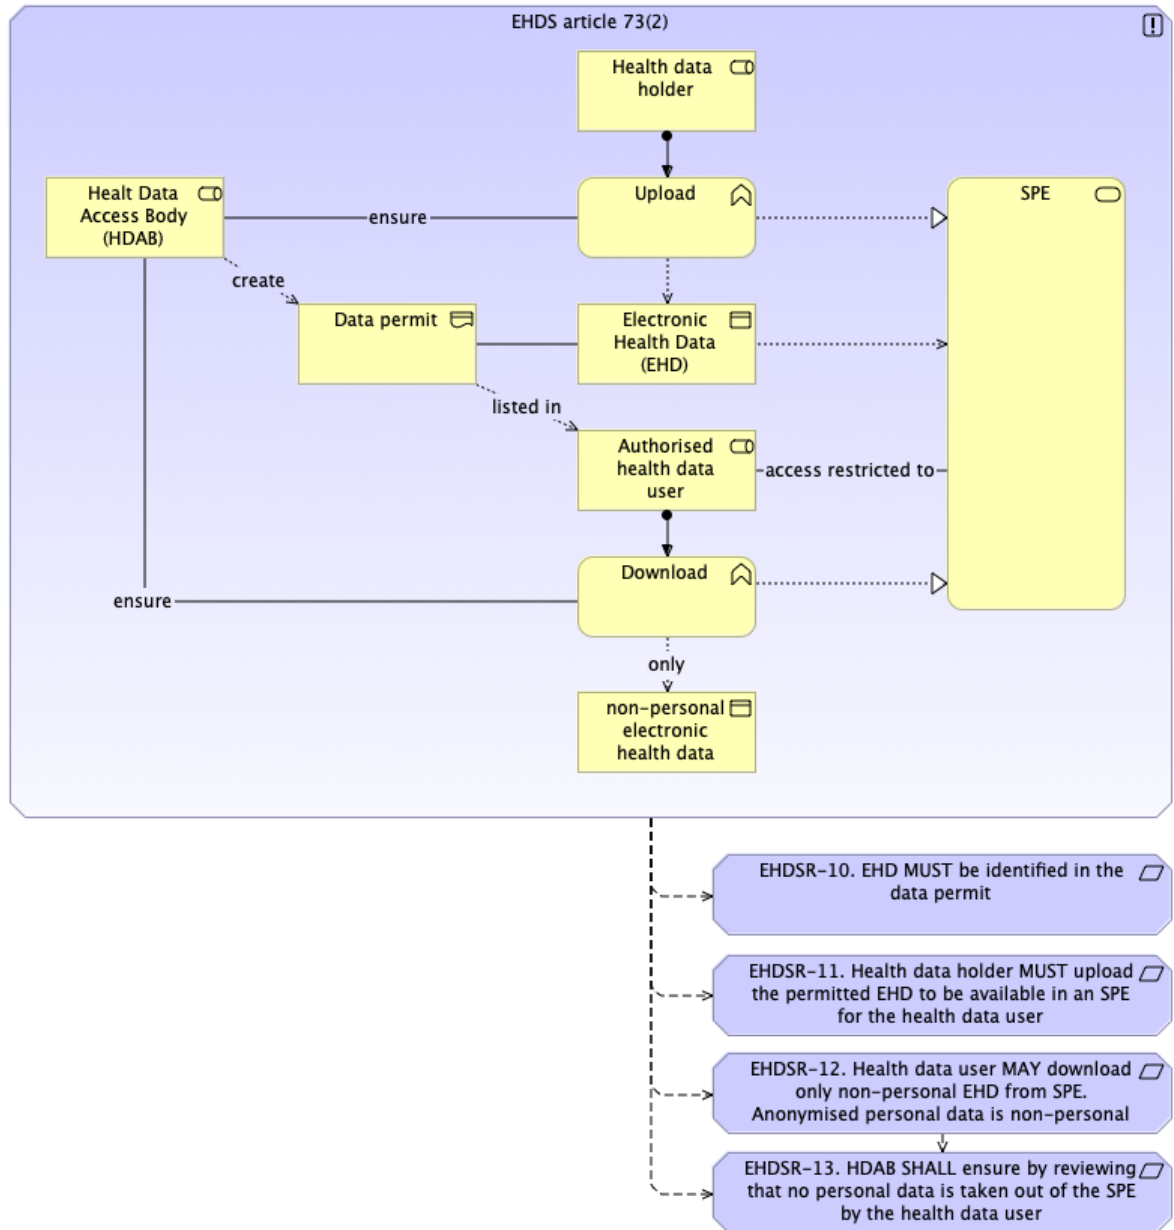 EHDS article 73(2)
Health data
holder
Healt Data
Access Body
(HDAB)
ensure
Upload
SPE
create
Data permit
Electronic
Health Data
(EHD)
listed in
Authorised
health data
user
access restricted to
Download
ensure
only
non-personal
electronic
health data
EHDSR-10. EHD MUST be identified in the
data permit
EHDSR-11. Health data holder MUST upload
the permitted EHD to be available in an SPE
for the health data user
EHDSR-12. Health data user MAY download
only non-personal EHD from SPE.
Anonymised personal data is non-personal
EHDSR-13. HDAB SHALL ensure by reviewing
that no personal data is taken out of the SPE
by the health data user